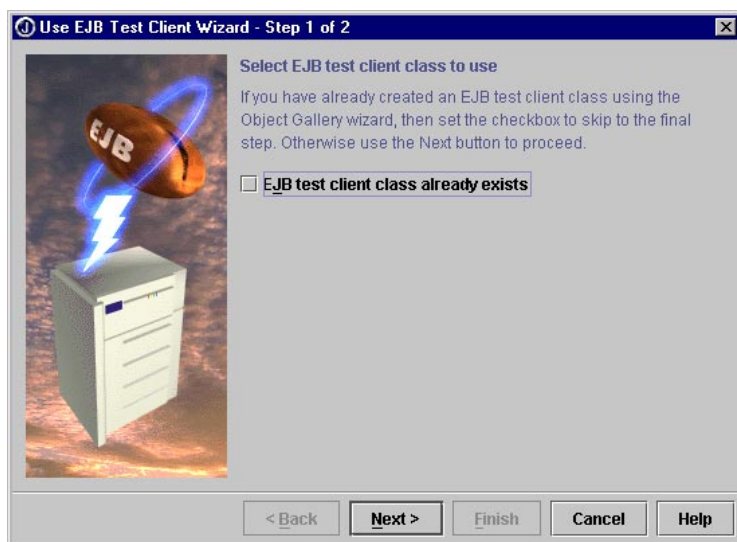 Use EJB Test Client Wizard - Step 1 of 2
Select EJB test client class to use
If you have already created an EJB test client class using the
Object Gallery wizard, then set the checkbox to skip to the final
step. Otherwise use the Next button to proceed.
EJB test client class already exists
EJB
< Back Next > Finish Cancel Help